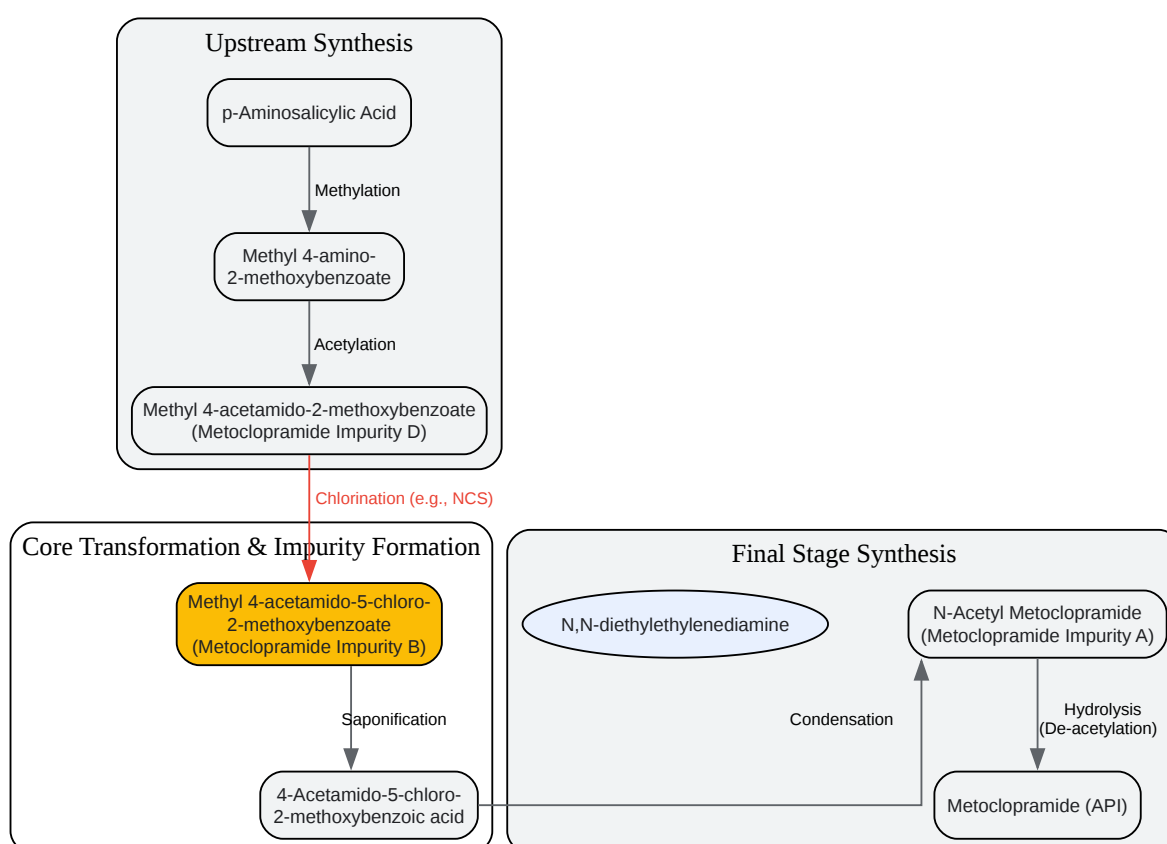 Upstream Synthesis
p-Aminosalicylic Acid
Methylation
Methyl 4-amino-
2-methoxybenzoate
Acetylation
Methyl 4-acetamido-2-methoxybenzoate
(Metoclopramide Impurity D)
Chlorination (e.g., NCS)
Core Transformation & Impurity Formation
Methyl 4-acetamido-5-chloro-
2-methoxybenzoate
(Metoclopramide Impurity B)
Saponification
4-Acetamido-5-chloro-
2-methoxybenzoic acid
Final Stage Synthesis
N,N-diethylethylenediamine
Condensation
N-Acetyl Metoclopramide
(Metoclopramide Impurity A)
Hydrolysis
(De-acetylation)
Metoclopramide (API)